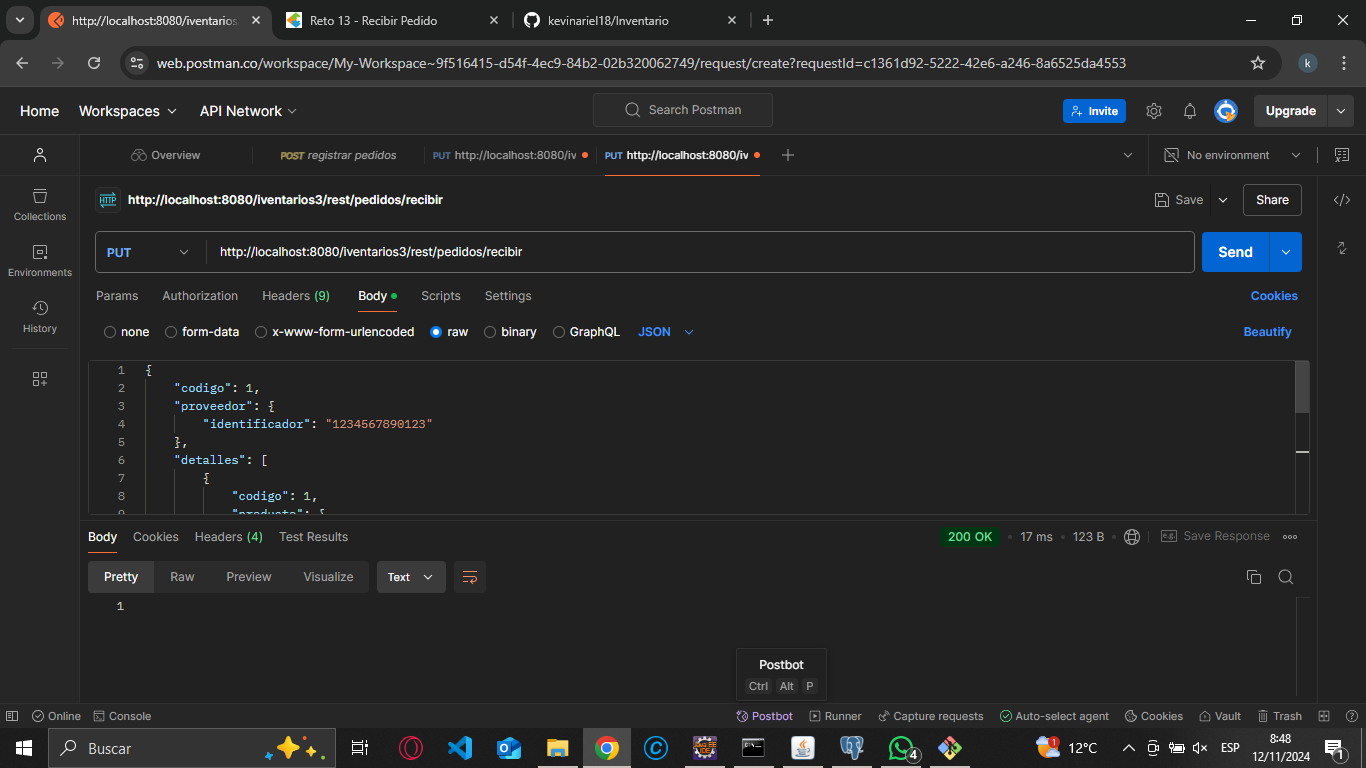 http://localhost:8080/iventarios
Reto 13 - Recibir Pedido
kevinariel18/Inventario
web.postman.co/workspace/My-Workspace~9f516415-d54f-4ec9-84b2-02b320062749/request/create?requestId=c1361d92-5222-42e6-a246-8a6525da4553
k
Home
Workspaces
API Network
Search Postman
Invite
Upgrade
Overview
POST registrar pedidos
PUT http://localhost:8080/iv
PUT http://localhost:8080/iv
No environment
Collections
Environments
History
HTTP
http://localhost:8080/iventarios3/rest/pedidos/recibir
Save
Share
PUT
http://localhost:8080/iventarios3/rest/pedidos/recibir
Send
Params
Authorization
Headers (9)
Body
Scripts
Settings
Cookies
none
form-data
x-www-form-urlencoded
raw
binary
GraphQL
JSON
Beautify
1 {
2 "codigo": 1,
3 "proveedor": {
4 "identificador": "1234567890123"
5 },
6 "detalles": [
7 {
8 "codigo": 1,
9 "producto": {
Body
Cookies
Headers (4)
Test Results
200 OK
17 ms
123 B
e.g.
Save Response
Pretty
Raw
Preview
Visualize
Text
1
Postbot
Ctrl Alt P
Online
Console
Postbot
Runner
Capture requests
Auto-select agent
Cookies
Vault
Trash
Buscar
4
1
12°C
ESP
8:48
12/11/2024
1